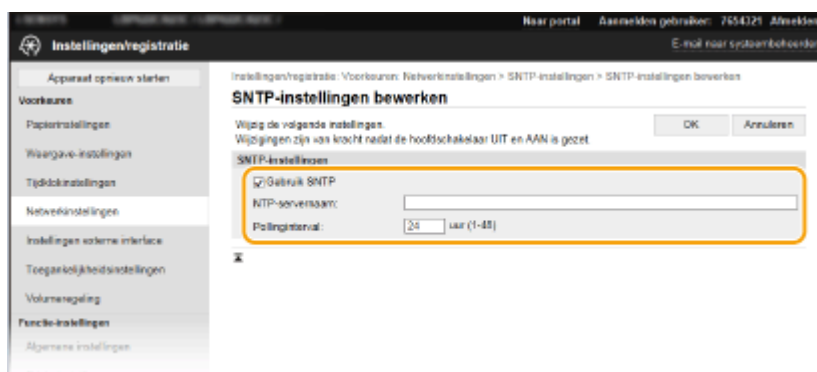 Naar portal Aanmelden gebruiker: 7654321 Afmelden
Instellingen/registratie
E-mail naar systeembeheerder
Apparaat opnieuw starten
Voorkeuren
Papierinstellingen
Weergave-instellingen
Tijdklokinstellingen
Netwerkinstellingen
Instellingen externe interface
Toegankelijkheidsinstellingen
Volumeregeling
Functie-instellingen
Algemene instellingen
Instellingen/registratie: Voorkeuren: Netwerkinstellingen > SNTP-instellingen > SNTP-instellingen bewerken
SNTP-instellingen bewerken
Wijzig de volgende instellingen.
Wijzigingen zijn van kracht nadat de hoofdschakelaar UIT en AAN is gezet.
OK Annuleren
SNTP-instellingen
Gebruik SNTP
NTP-servernaam:
Pollinginterval: 24 uur (1-48)